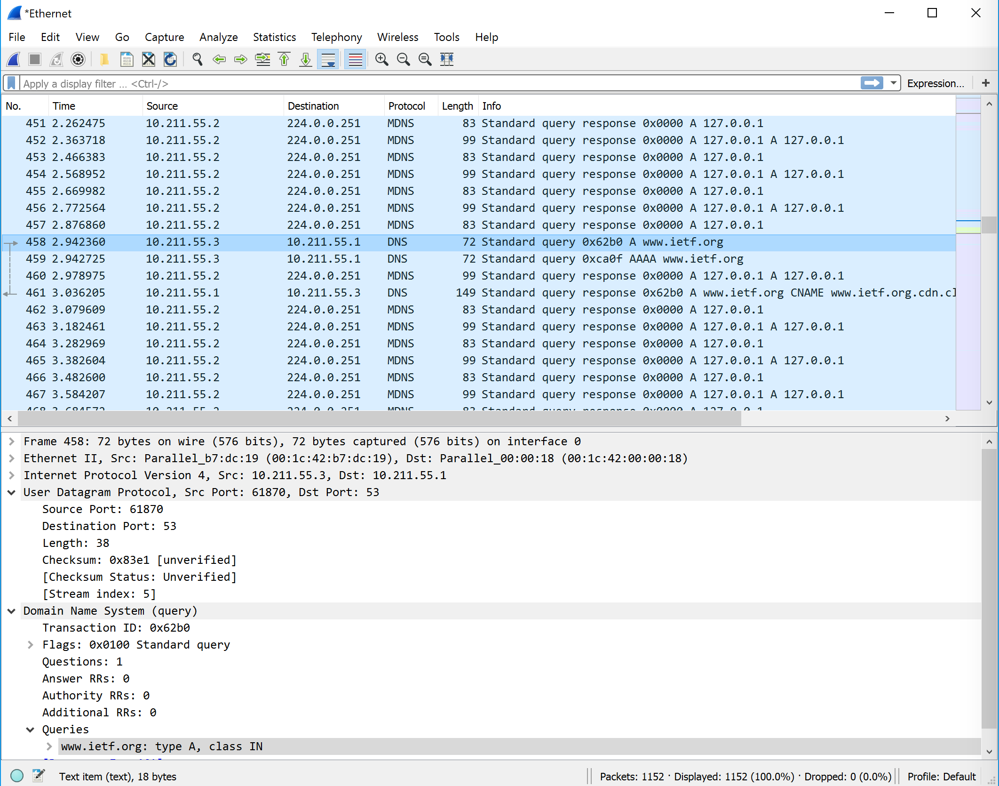 *Ethernet
File Edit View Go Capture Analyze Statistics Telephony Wireless Tools Help
Apply a display filter ... <Ctrl-/> Expression... +
No. Time Source Destination Protocol Length Info
451 2.262475 10.211.55.2 224.0.0.251 MDNS 83 Standard query response 0x0000 A 127.0.0.1
452 2.363718 10.211.55.2 224.0.0.251 MDNS 99 Standard query response 0x0000 A 127.0.0.1 A 127.0.0.1
453 2.466383 10.211.55.2 224.0.0.251 MDNS 83 Standard query response 0x0000 A 127.0.0.1
454 2.568952 10.211.55.2 224.0.0.251 MDNS 99 Standard query response 0x0000 A 127.0.0.1 A 127.0.0.1
455 2.669982 10.211.55.2 224.0.0.251 MDNS 83 Standard query response 0x0000 A 127.0.0.1
456 2.772564 10.211.55.2 224.0.0.251 MDNS 99 Standard query response 0x0000 A 127.0.0.1 A 127.0.0.1
457 2.876860 10.211.55.2 224.0.0.251 MDNS 83 Standard query response 0x0000 A 127.0.0.1
458 2.942360 10.211.55.3 10.211.55.1 DNS 72 Standard query 0x62b0 A www.ietf.org
459 2.942725 10.211.55.3 10.211.55.1 DNS 72 Standard query 0xca0f AAAA www.ietf.org
460 2.978975 10.211.55.2 224.0.0.251 MDNS 99 Standard query response 0x0000 A 127.0.0.1 A 127.0.0.1
461 3.036205 10.211.55.1 10.211.55.3 DNS 149 Standard query response 0x62b0 A www.ietf.org CNAME www.ietf.org.cdn.cl
462 3.079609 10.211.55.2 224.0.0.251 MDNS 83 Standard query response 0x0000 A 127.0.0.1
463 3.182461 10.211.55.2 224.0.0.251 MDNS 99 Standard query response 0x0000 A 127.0.0.1 A 127.0.0.1
464 3.282969 10.211.55.2 224.0.0.251 MDNS 83 Standard query response 0x0000 A 127.0.0.1
465 3.382604 10.211.55.2 224.0.0.251 MDNS 99 Standard query response 0x0000 A 127.0.0.1 A 127.0.0.1
466 3.482600 10.211.55.2 224.0.0.251 MDNS 83 Standard query response 0x0000 A 127.0.0.1
467 3.584207 10.211.55.2 224.0.0.251 MDNS 99 Standard query response 0x0000 A 127.0.0.1 A 127.0.0.1
Frame 458: 72 bytes on wire (576 bits), 72 bytes captured (576 bits) on interface 0
Ethernet II, Src: Parallel_b7:dc:19 (00:1c:42:b7:dc:19), Dst: Parallel_00:00:18 (00:1c:42:00:00:18)
Internet Protocol Version 4, Src: 10.211.55.3, Dst: 10.211.55.1
User Datagram Protocol, Src Port: 61870, Dst Port: 53
Source Port: 61870
Destination Port: 53
Length: 38
Checksum: 0x83e1 [unverified]
[Checksum Status: Unverified]
[Stream index: 5]
Domain Name System (query)
Transaction ID: 0x62b0
Flags: 0x0100 Standard query
Questions: 1
Answer RRs: 0
Authority RRs: 0
Additional RRs: 0
Queries
www.ietf.org: type A, class IN
Text item (text), 18 bytes Packets: 1152 · Displayed: 1152 (100.0%) · Dropped: 0 (0.0%) Profile: Default